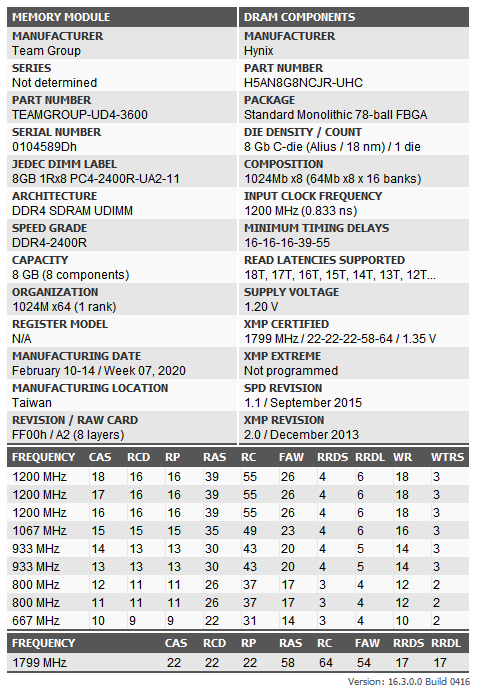 MEMORY MODULE
MANUFACTURER
Team Group
SERIES
Not determined
PART NUMBER
TEAMGROUP-UD4-3600
SERIAL NUMBER
0104589Dh
JEDEC DIMM LABEL
8GB 1Rx8 PC4-2400R-UA2-11
ARCHITECTURE
DDR4 SDRAM UDIMM
SPEED GRADE
DDR4-2400R
CAPACITY
8 GB (8 components)
ORGANIZATION
1024M x64 (1 rank)
REGISTER MODEL
N/A
MANUFACTURING DATE
February 10-14 / Week 07, 2020
MANUFACTURING LOCATION
Taiwan
REVISION / RAW CARD
FF00h / A2 (8 layers)
DRAM COMPONENTS
MANUFACTURER
Hynix
PART NUMBER
H5AN8G8NCJR-UHC
PACKAGE
Standard Monolithic 78-ball FBGA
DIE DENSITY / COUNT
8 Gb C-die (Alius / 18 nm) / 1 die
COMPOSITION
1024Mb x8 (64Mb x8 x 16 banks)
INPUT CLOCK FREQUENCY
1200 MHz (0.833 ns)
MINIMUM TIMING DELAYS
16-16-16-39-55
READ LATENCIES SUPPORTED
18T, 17T, 16T, 15T, 14T, 13T, 12T...
SUPPLY VOLTAGE
1.20 V
XMP CERTIFIED
1799 MHz / 22-22-22-58-64 / 1.35 V
XMP EXTREME
Not programmed
SPD REVISION
1.1 / September 2015
XMP REVISION
2.0 / December 2013
FREQUENCY CAS RCD RP RAS RC FAW RRDS RRDL WR WTRS
1200 MHz 18 16 16 39 55 26 4 6 18 3
1200 MHz 17 16 16 39 55 26 4 6 18 3
1200 MHz 16 16 16 39 55 26 4 6 18 3
1067 MHz 15 15 15 35 49 23 4 6 16 3
933 MHz 14 13 13 30 43 20 4 5 14 3
933 MHz 13 13 13 30 43 20 4 5 14 3
800 MHz 12 11 11 26 37 17 3 4 12 2
800 MHz 11 11 11 26 37 17 3 4 12 2
667 MHz 10 9 9 22 31 14 3 4 10 2
FREQUENCY CAS RCD RP RAS RC FAW RRDS RRDL
1799 MHz 22 22 22 58 64 54 17 17
Version: 16.3.0.0 Build 0416